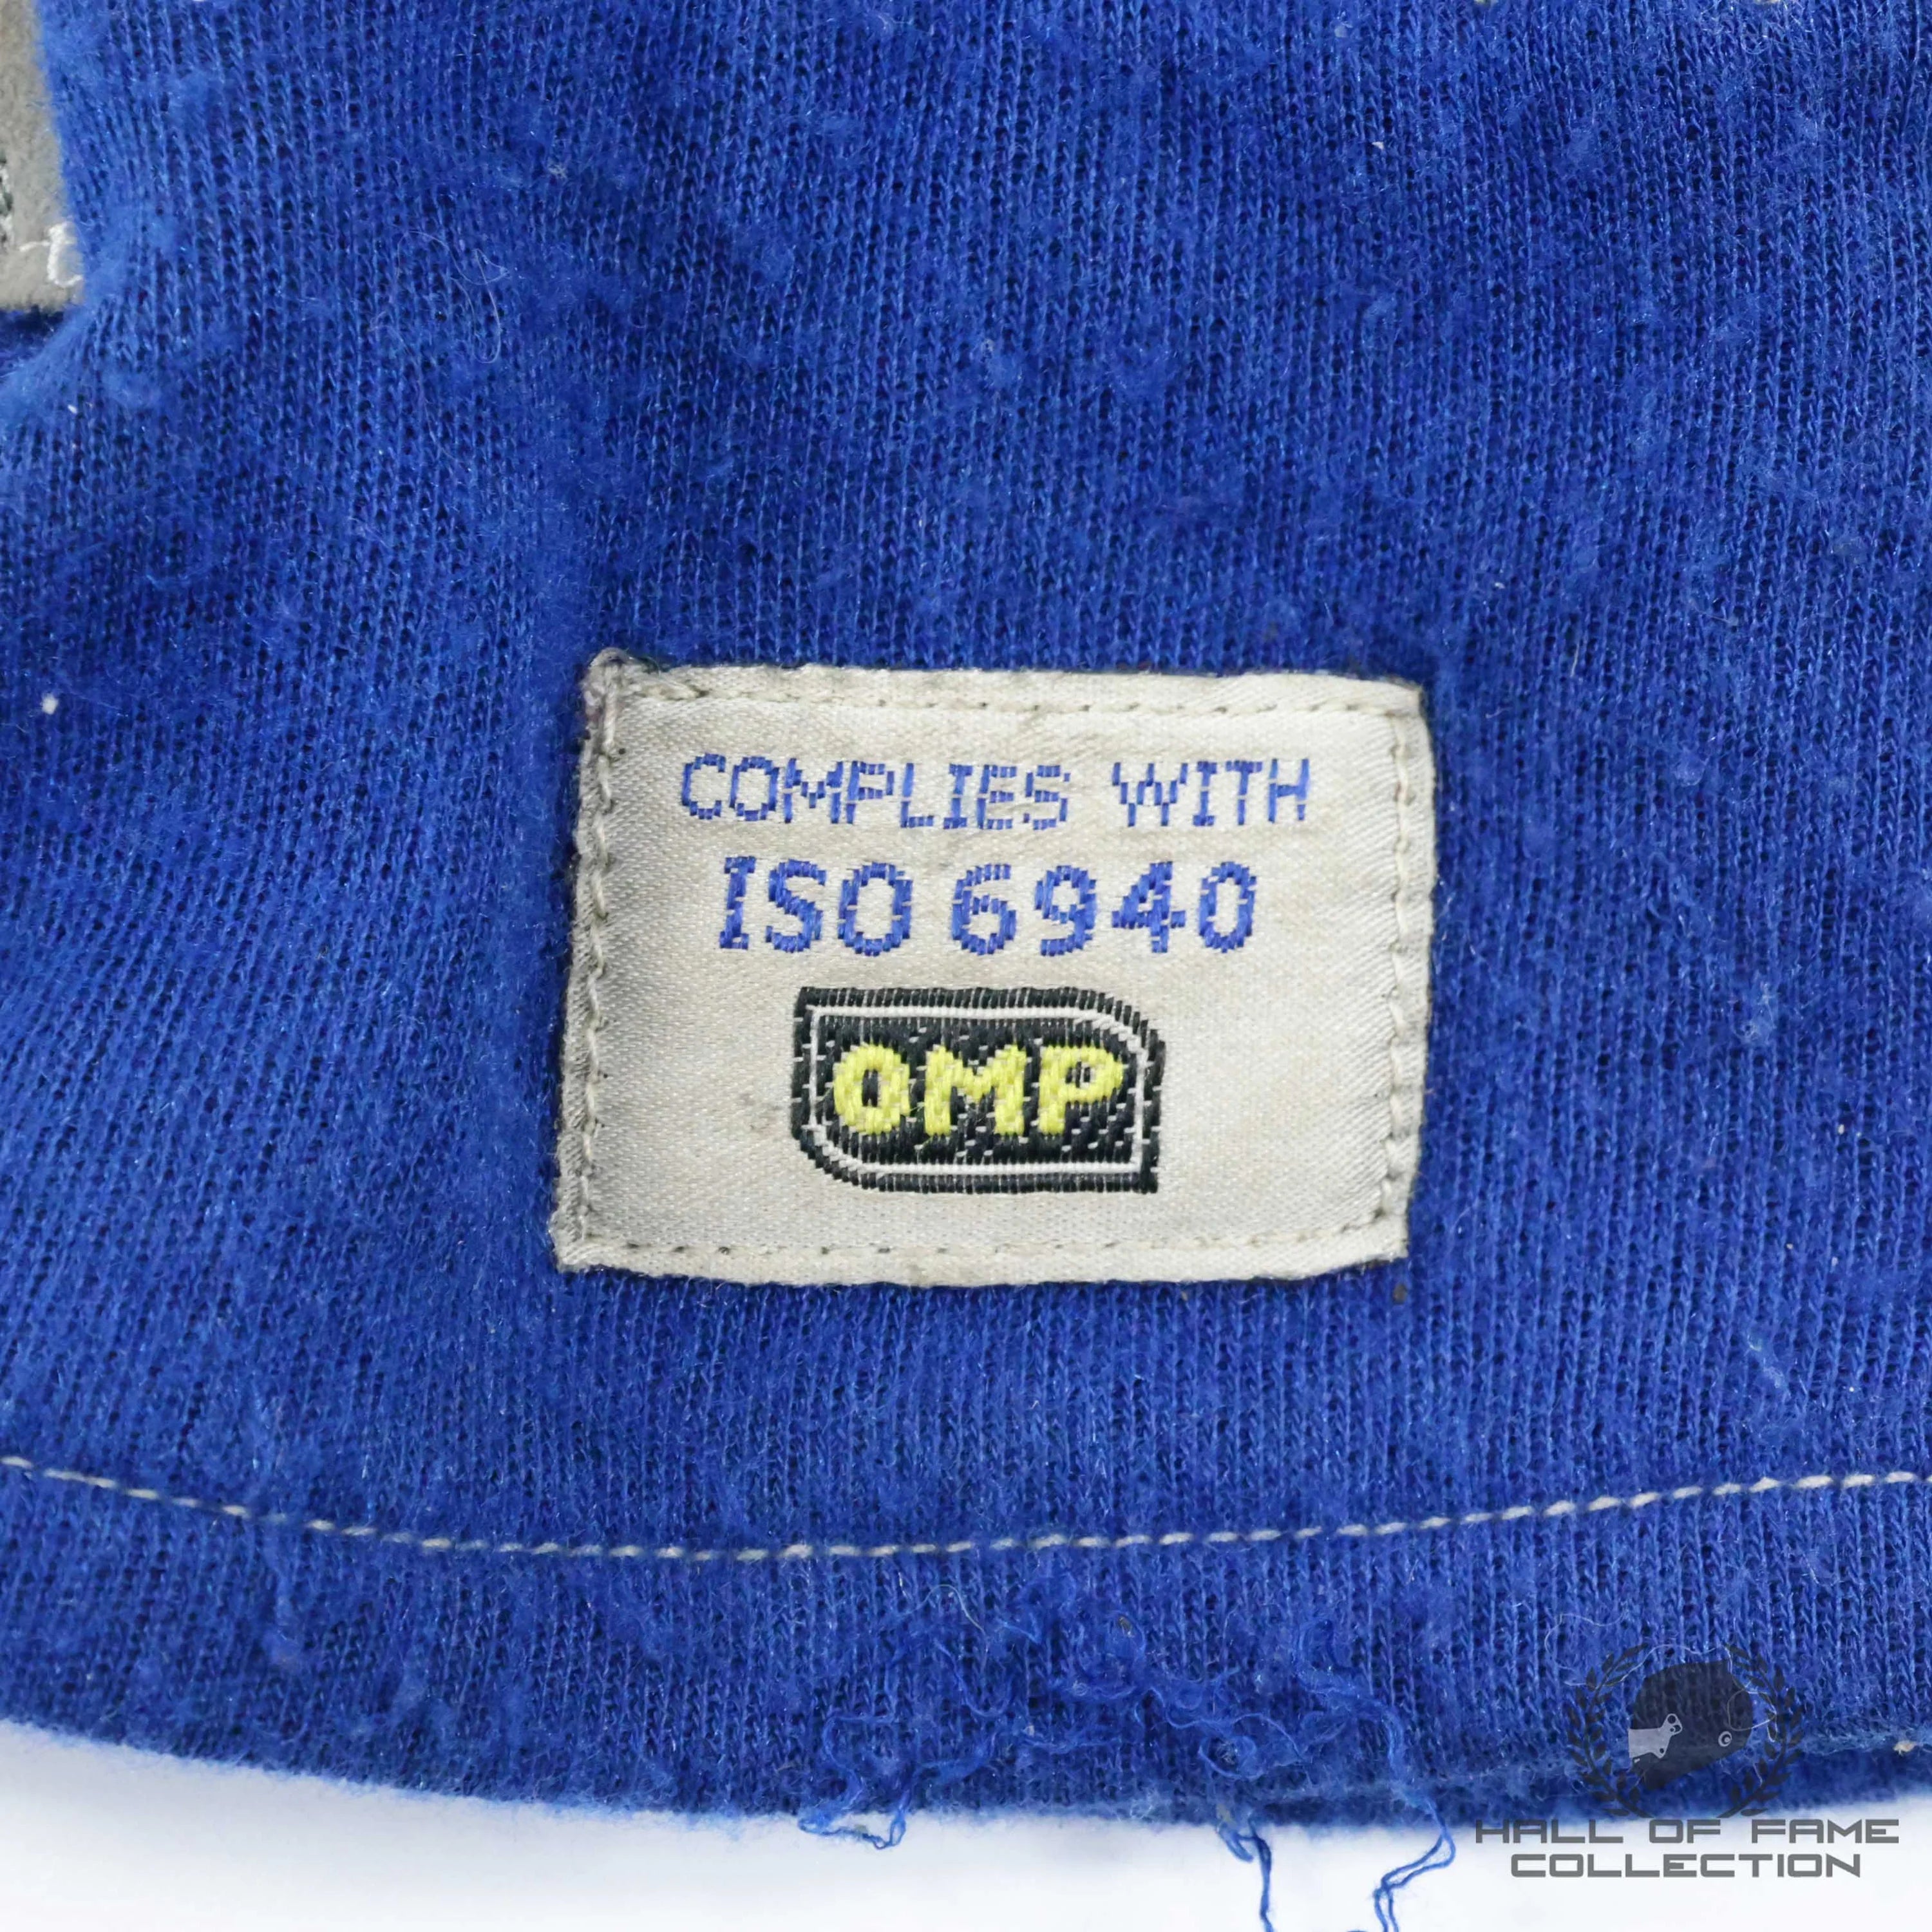 COMPLIES WITH
ISO 6940
OMP
HALL OF FAME
COLLECTION